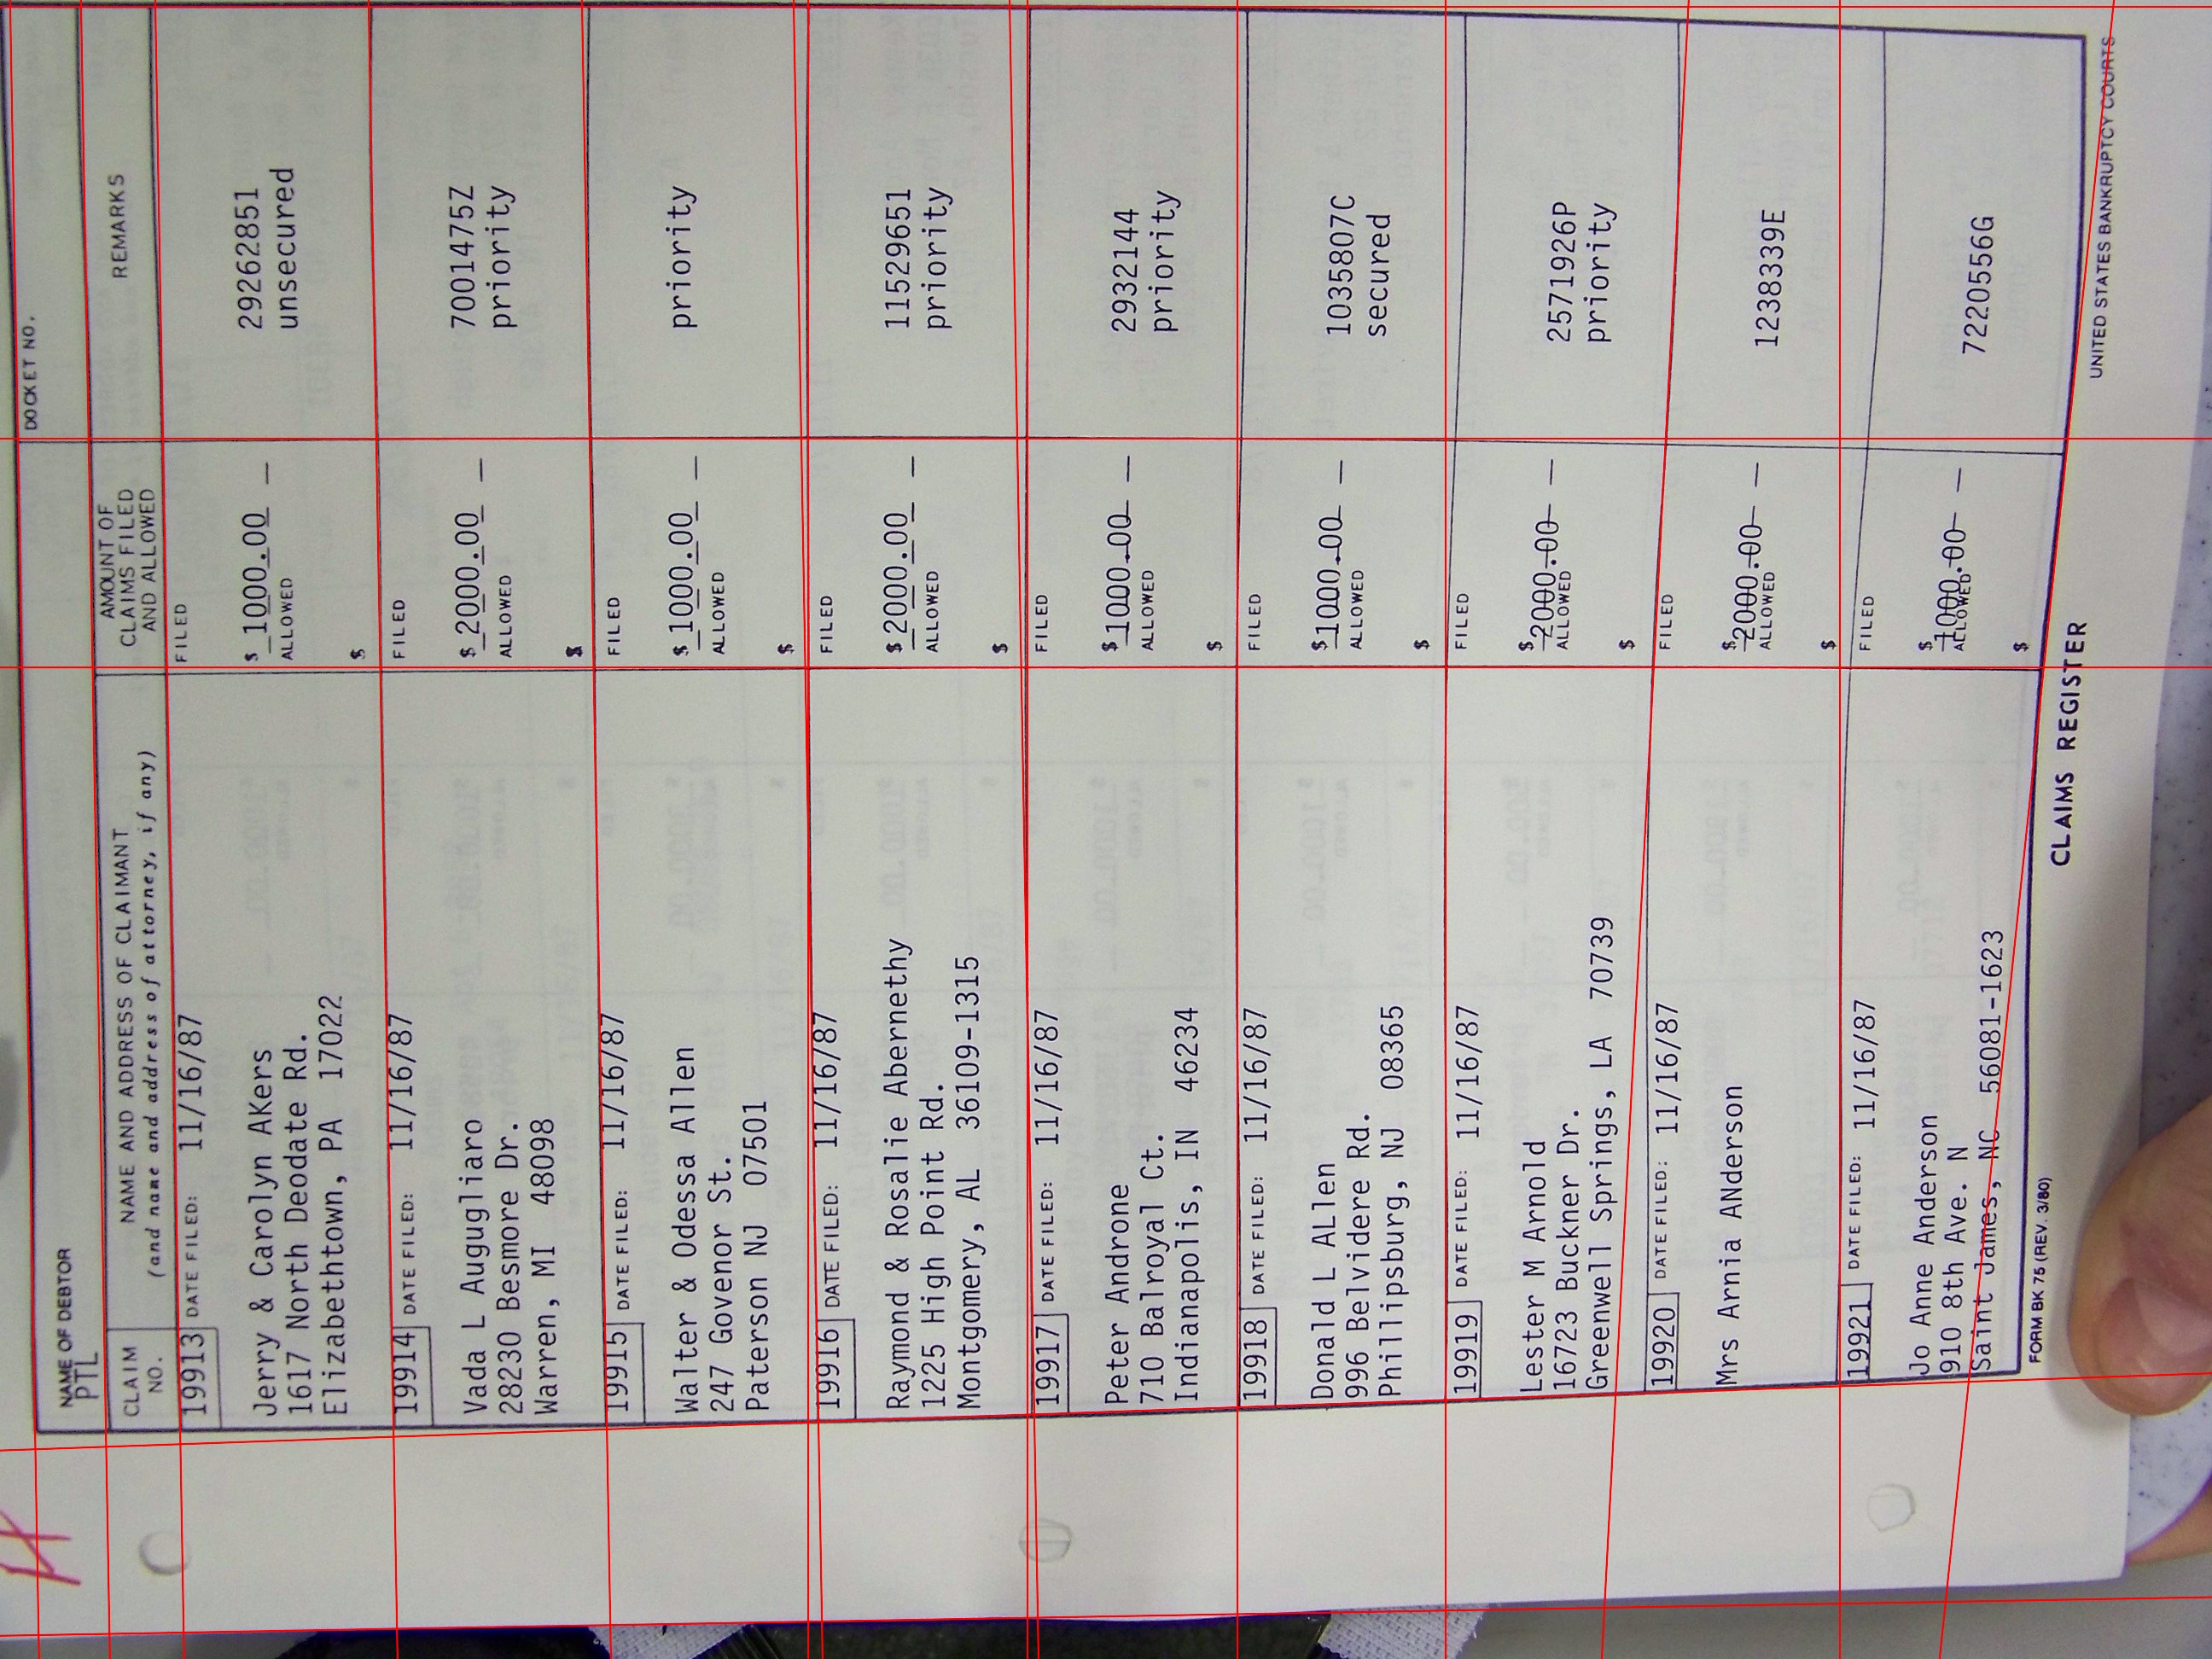 H
DOCKET NO.
NAME OF DEBTOR
PTL
CLAIM NO.
NAME AND ADDRESS OF CLAIMANT
(and name and address of attorney, if any)
AMOUNT OF CLAIMS FILED AND ALLOWED
REMARKS
19913 DATE FILED: 11/16/87 FILED
Jerry & Carolyn AKers $ 1000.00 29262851
1617 North Deodate Rd. ALLOWED unsecured
Elizabethtown, PA 17022
$
19914 DATE FILED: 11/16/87 FILED
Vada L Augugliaro $ 2000.00 7001475Z
28230 Besmore Dr. ALLOWED priority
Warren, MI 48098
$
19915 DATE FILED: 11/16/87 FILED
Walter & Odessa Allen $ 1000.00 priority
247 Govenor St. ALLOWED
Paterson NJ 07501
$
19916 DATE FILED: 11/16/87 FILED
Raymond & Rosalie Abernethy $ 2000.00 11529651
1225 High Point Rd. ALLOWED priority
Montgomery, AL 36109-1315
$
19917 DATE FILED: 11/16/87 FILED
Peter Androne $ 1000.00 2932144
710 Balroyal Ct. ALLOWED priority
Indianapolis, IN 46234
$
19918 DATE FILED: 11/16/87 FILED
Donald L ALlen $ 1000.00 1035807C
996 Belvidere Rd. ALLOWED secured
Phillipsburg, NJ 08365
$
19919 DATE FILED: 11/16/87 FILED
Lester M Arnold $ 2000.00 2571926P
16723 Buckner Dr. ALLOWED priority
Greenwell Springs, LA 70739
$
19920 DATE FILED: 11/16/87 FILED
Mrs Arnia ANderson $ 2000.00 1238339E
ALLOWED
$
19921 DATE FILED: 11/16/87 FILED
Jo Anne Anderson $ 1000.00 7220556G
910 8th Ave. N ALLOWED
Saint James, NC 56081-1623
$
FORM BK 75 (REV. 3/80)
CLAIMS REGISTER
UNITED STATES BANKRUPTCY COURTS